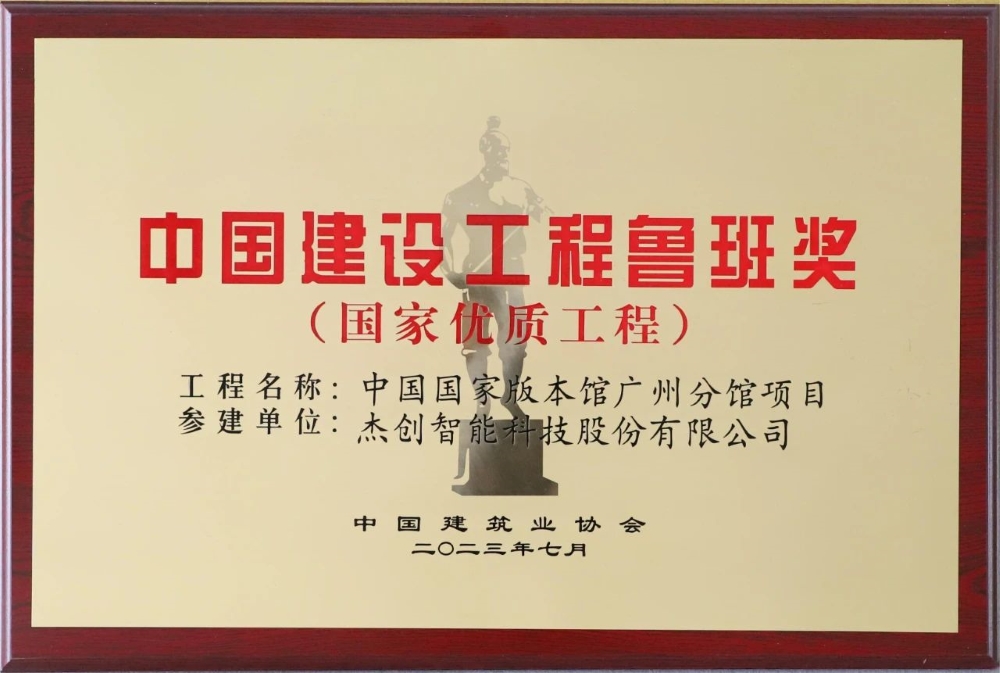 中国建设工程鲁班奖
（国家优质工程）
工程名称：中国国家版本馆广州分馆项目
参建单位：杰创智能科技股份有限公司
中国建筑业协会
二〇二三年七月